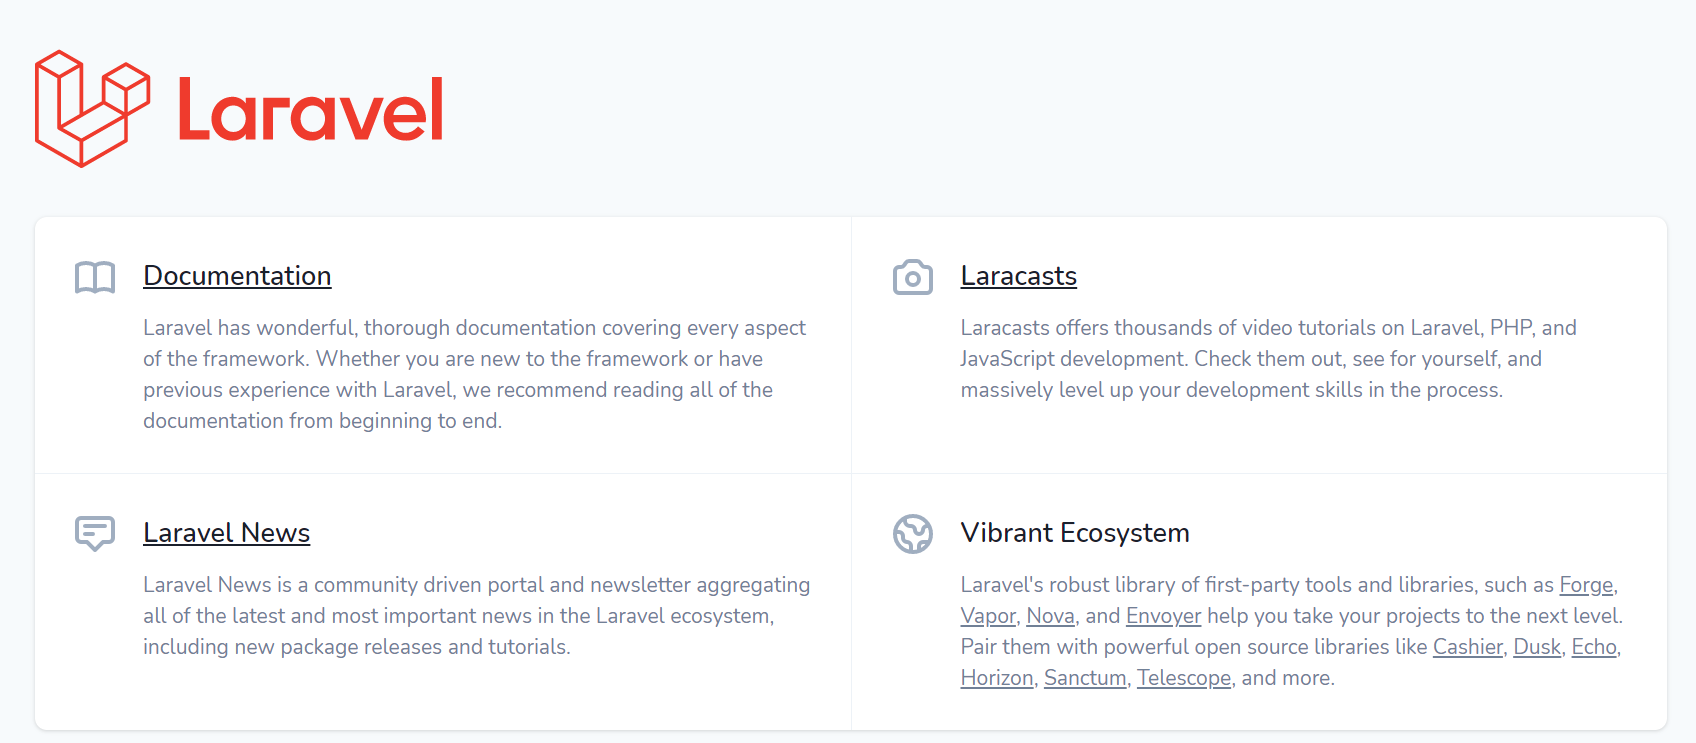 Laravel
Documentation
Laravel has wonderful, thorough documentation covering every aspect
of the framework. Whether you are new to the framework or have
previous experience with Laravel, we recommend reading all of the
documentation from beginning to end.
Laracasts
Laracasts offers thousands of video tutorials on Laravel, PHP, and
JavaScript development. Check them out, see for yourself, and
massively level up your development skills in the process.
Laravel News
Laravel News is a community driven portal and newsletter aggregating
all of the latest and most important news in the Laravel ecosystem,
including new package releases and tutorials.
Vibrant Ecosystem
Laravel's robust library of first-party tools and libraries, such as Forge,
Vapor, Nova, and Envoyer help you take your projects to the next level.
Pair them with powerful open source libraries like Cashier, Dusk, Echo,
Horizon, Sanctum, Telescope, and more.